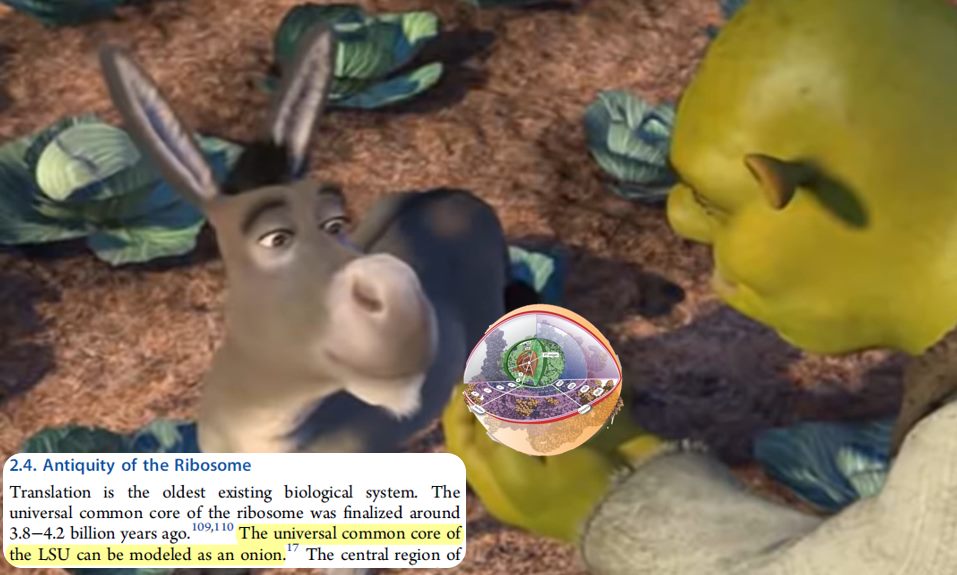 2.4. Antiquity of the Ribosome
Translation is the oldest existing biological system. The
universal common core of the ribosome was finalized around
3.8−4.2 billion years ago.109,110 The universal common core of
the LSU can be modeled as an onion.17 The central region of